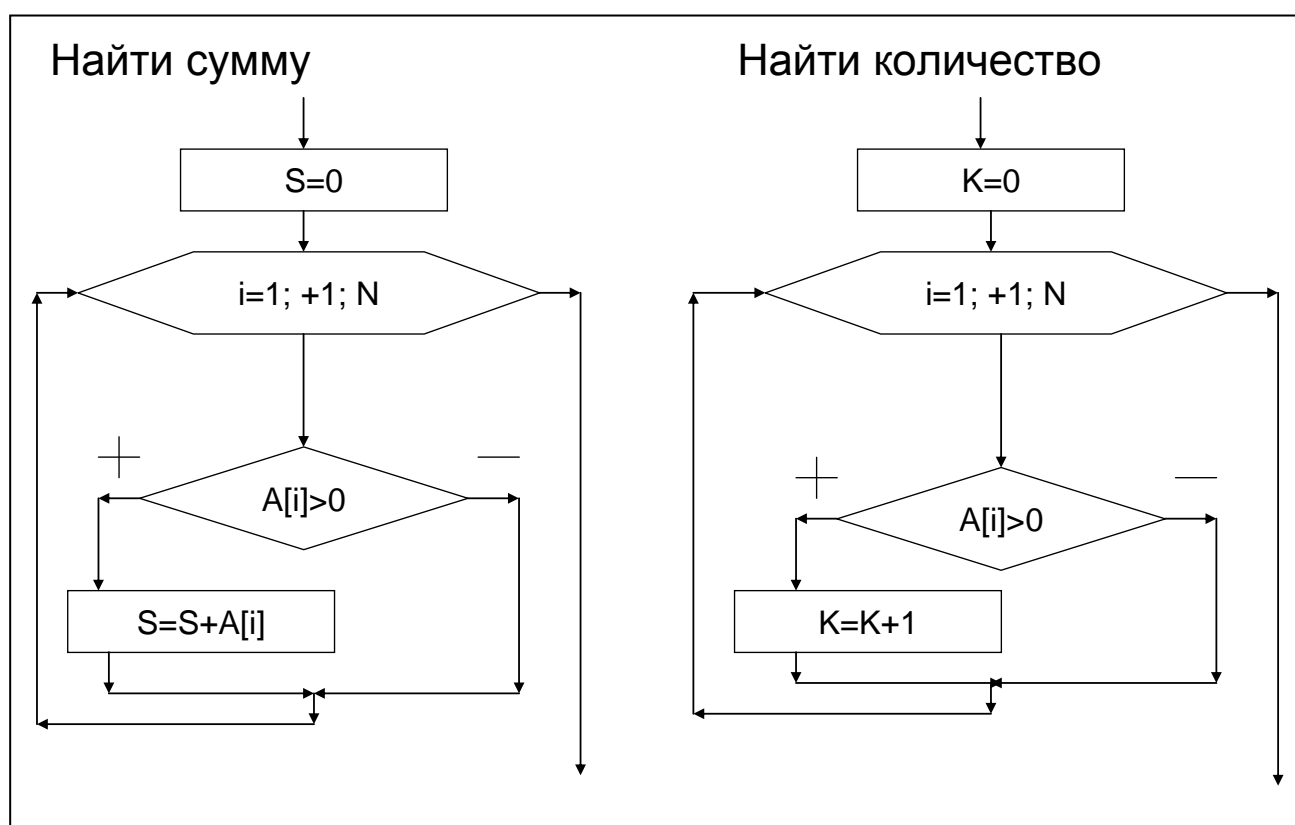 Найти сумму
S=0
i=1; +1; N
+
—
A[i]>0
S=S+A[i]
Найти количество
K=0
i=1; +1; N
+
—
A[i]>0
K=K+1